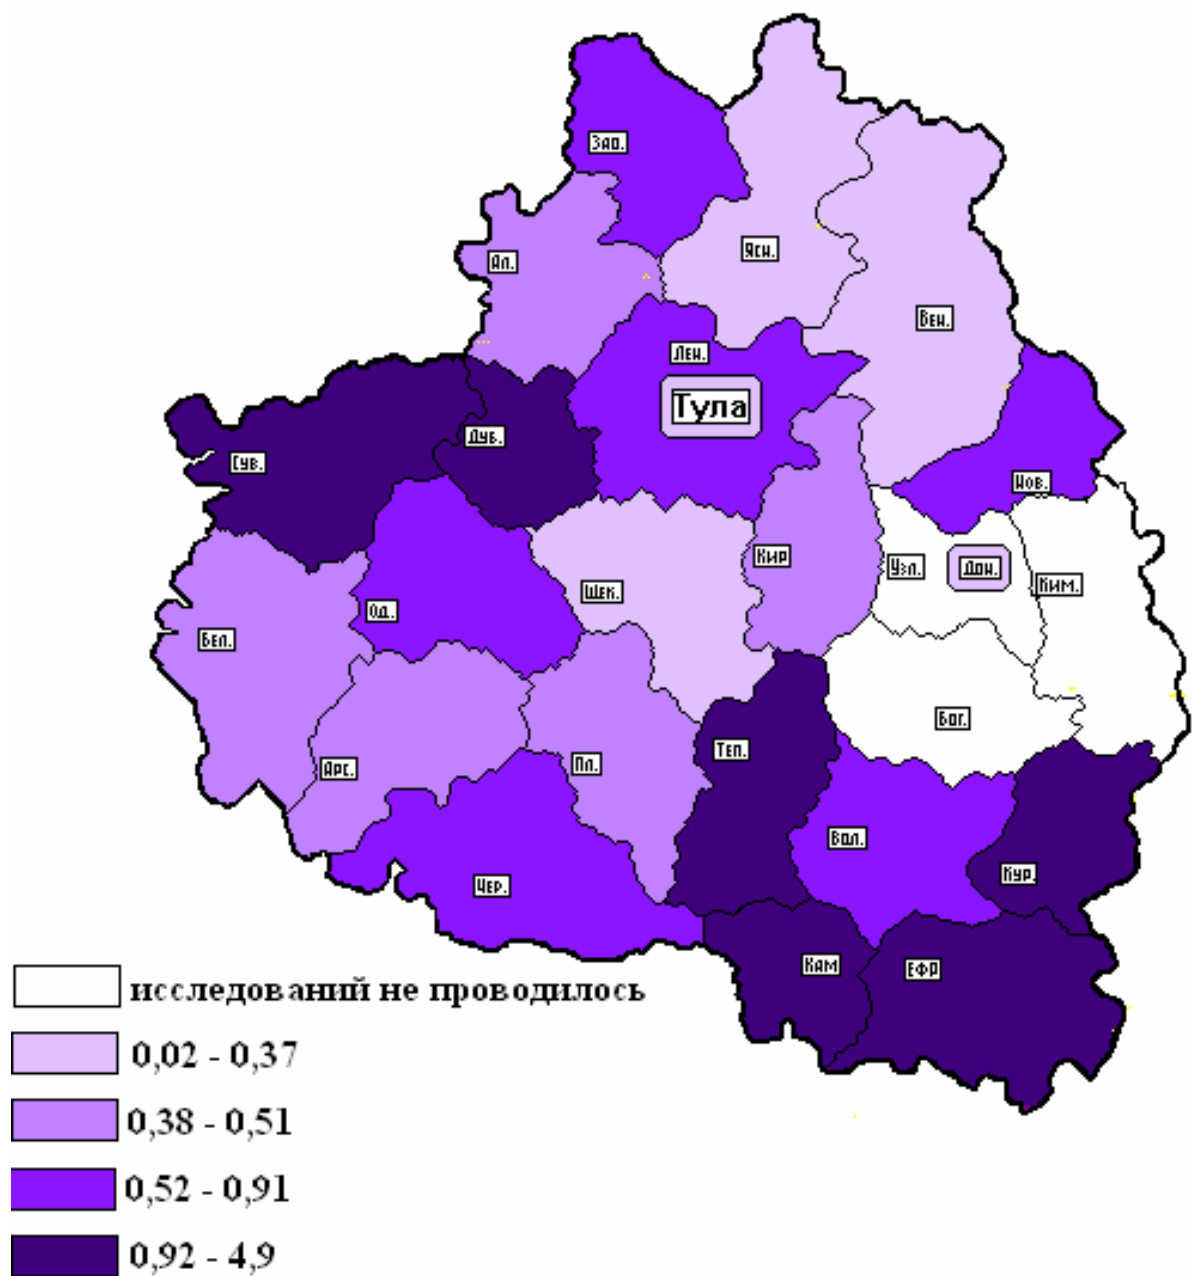 Зао.
Ал.
Ясн.
Вен.
Лен.
Тула
Дуб.
Сув.
Нов.
Кир
Узл.
Дон.
Ким.
Щек.
Од.
Бел.
Бог.
Теп.
Пл.
Арс.
Вол.
Кур.
Чер.
Кам
Ефр
исследований не проводилось
0,02 - 0,37
0,38 - 0,51
0,52 - 0,91
0,92 - 4,9